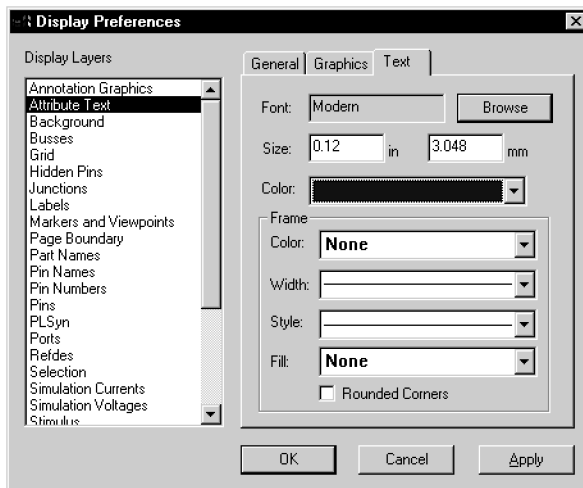 Display Preferences
Display Layers
Annotation Graphics
Attribute Text
Background
Busses
Grid
Hidden Pins
Junctions
Labels
Markers and Viewpoints
Page Boundary
Part Names
Pin Names
Pin Numbers
Pins
PLSyn
Ports
Refdes
Selection
Simulation Currents
Simulation Voltages
Stimulus
General Graphics Text
Font: Modern Browse
Size: 0.12 in 3.048 mm
Color:
Frame
Color: None
Width:
Style:
Fill: None
Rounded Corners
OK Cancel Apply